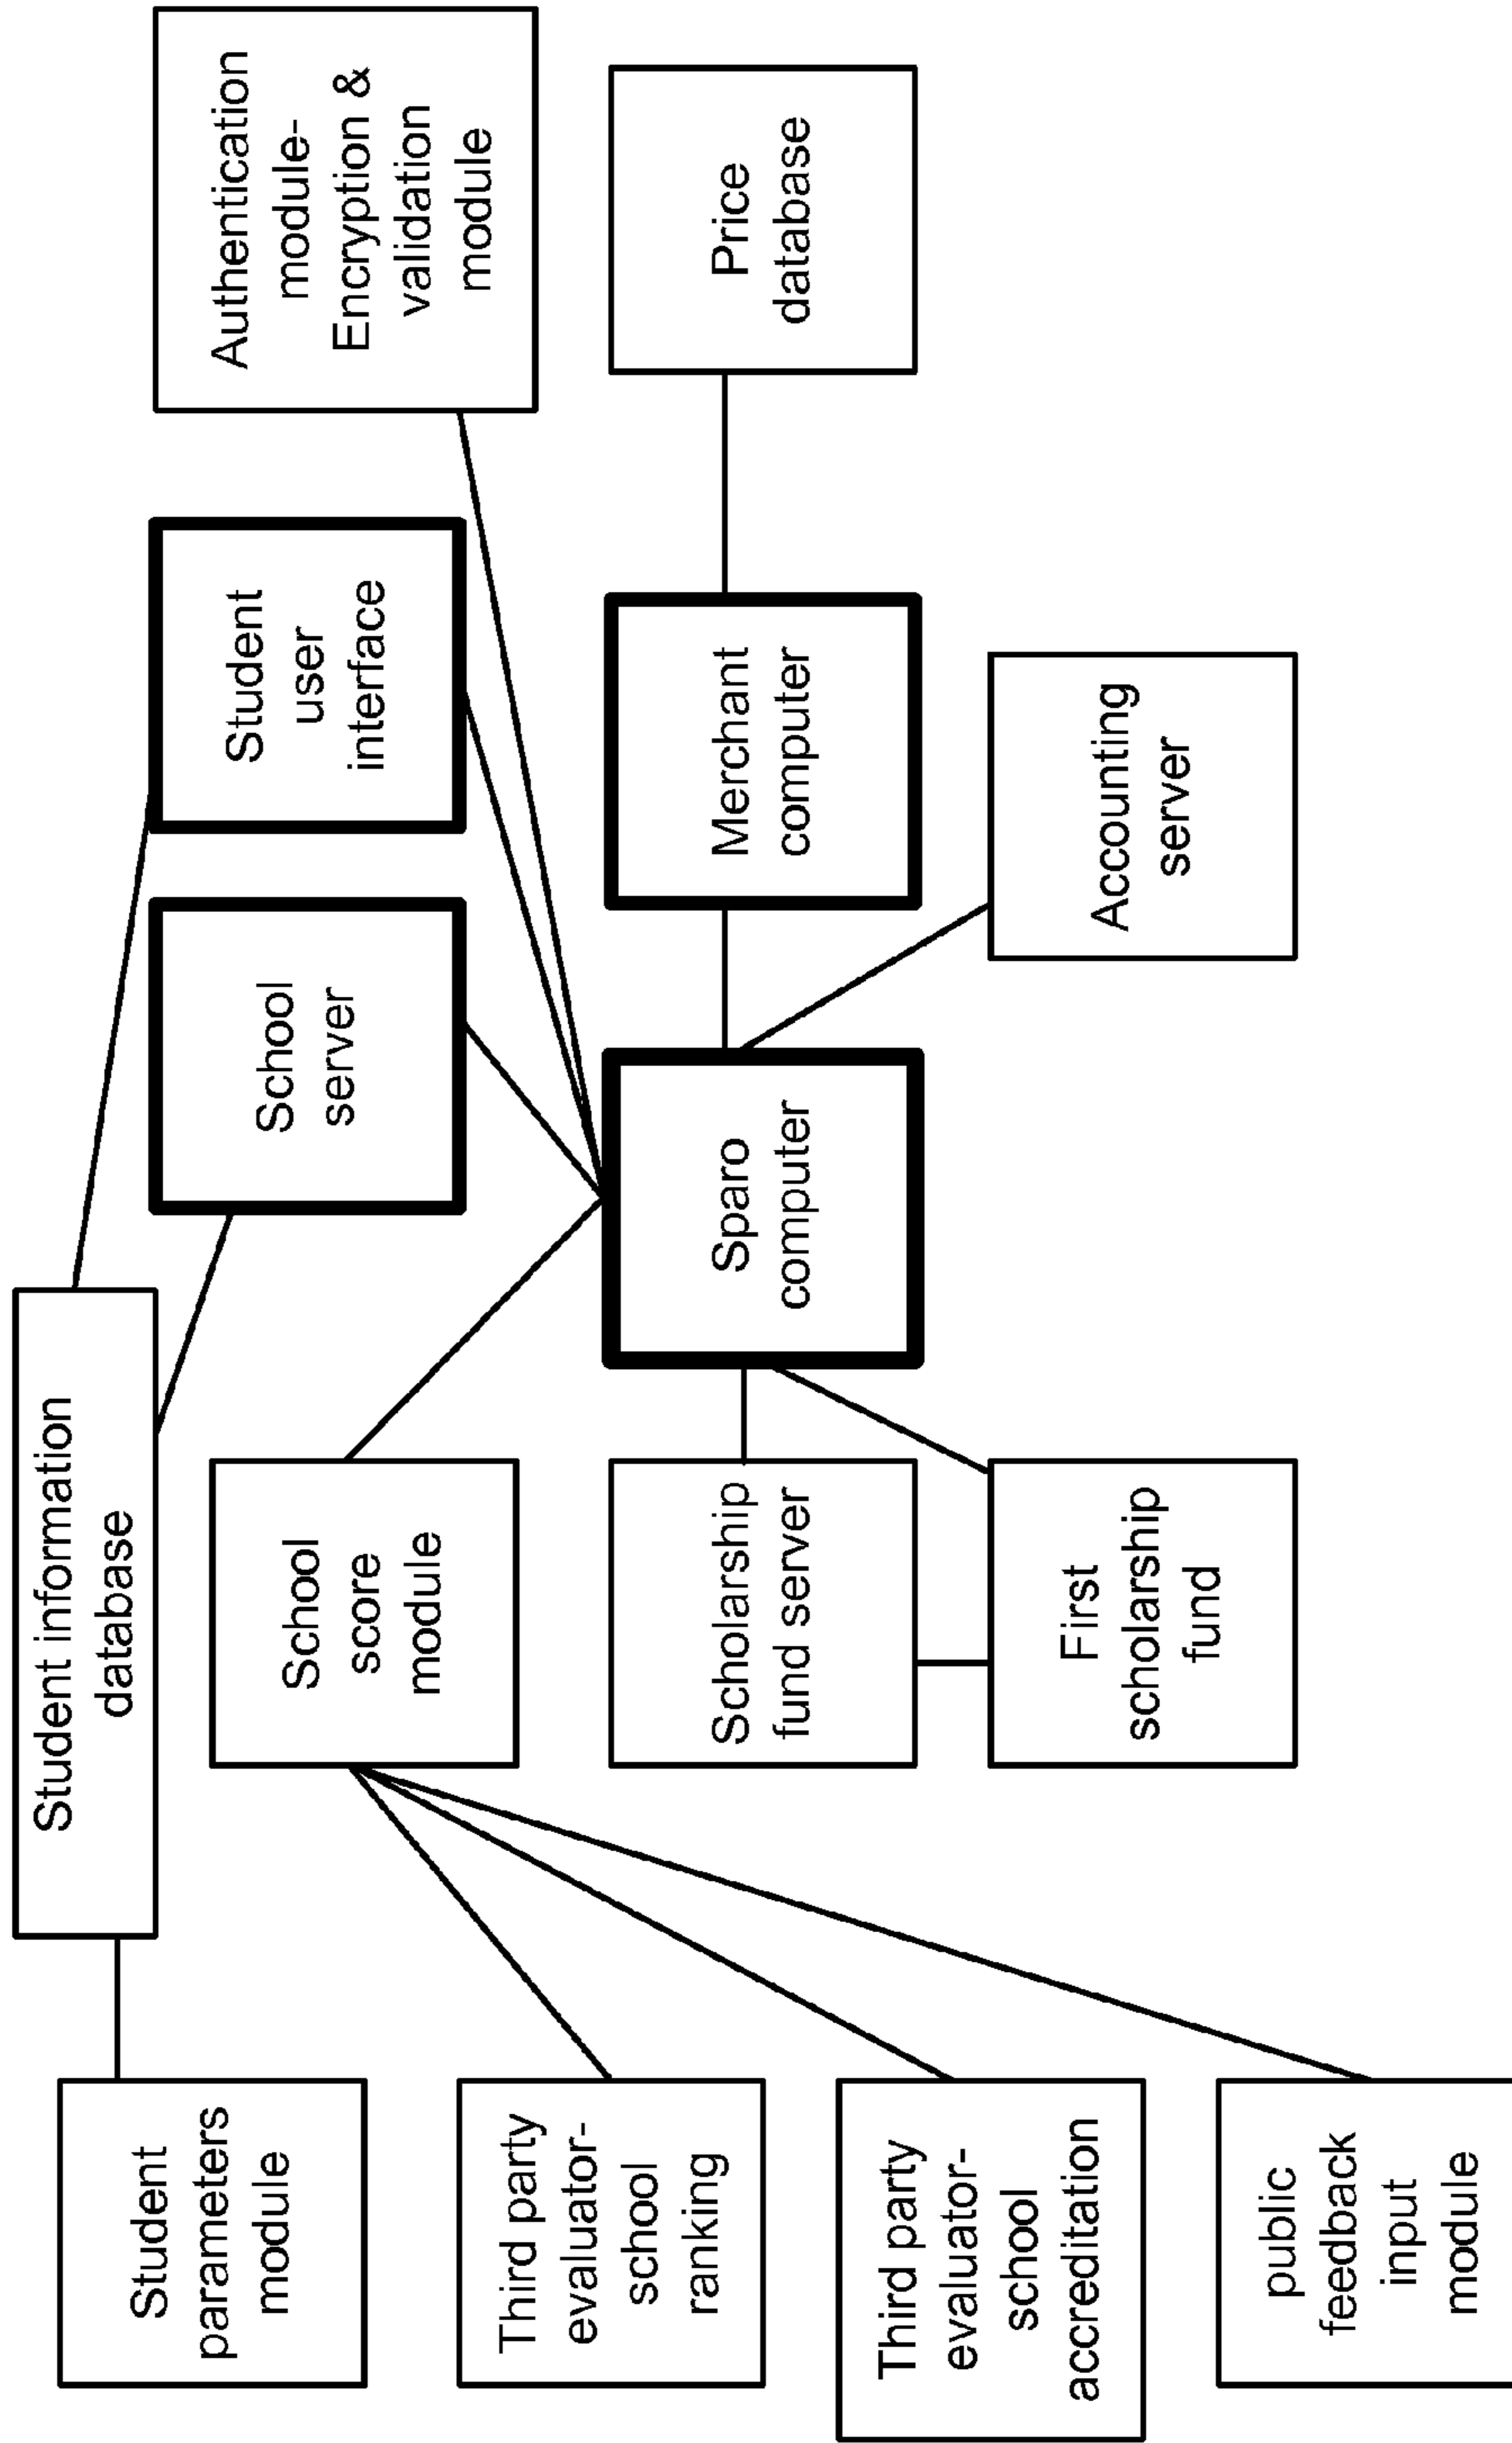 Student information
database
Student
parameters
module
School
score
module
School
server
Student
user
interface
Authentication
module-
Encryption &
validation
module
Third party
evaluator-
school
ranking
Scholarship
fund server
Sparo
computer
Merchant
computer
Price
database
Third party
evaluator-
school
accreditation
First
scholarship
fund
Accounting
server
public
feedback
input
module